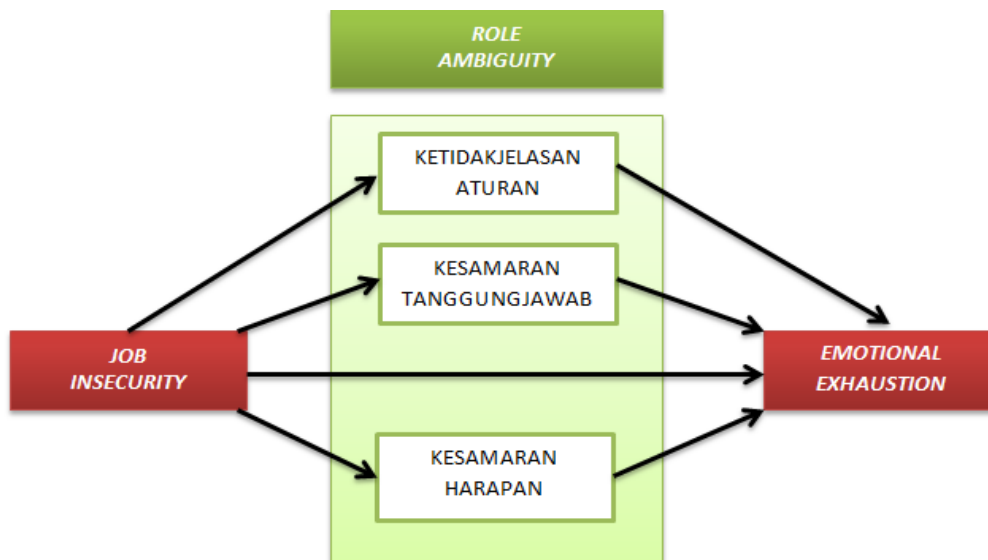 ROLE
AMBIGUITY
KETIDAKJELASAN
ATURAN
KESAMARAN
TANGGUNGJAWAB
JOB
INSECURITY
EMOTIONAL
EXHAUSTION
KESAMARAN
HARAPAN